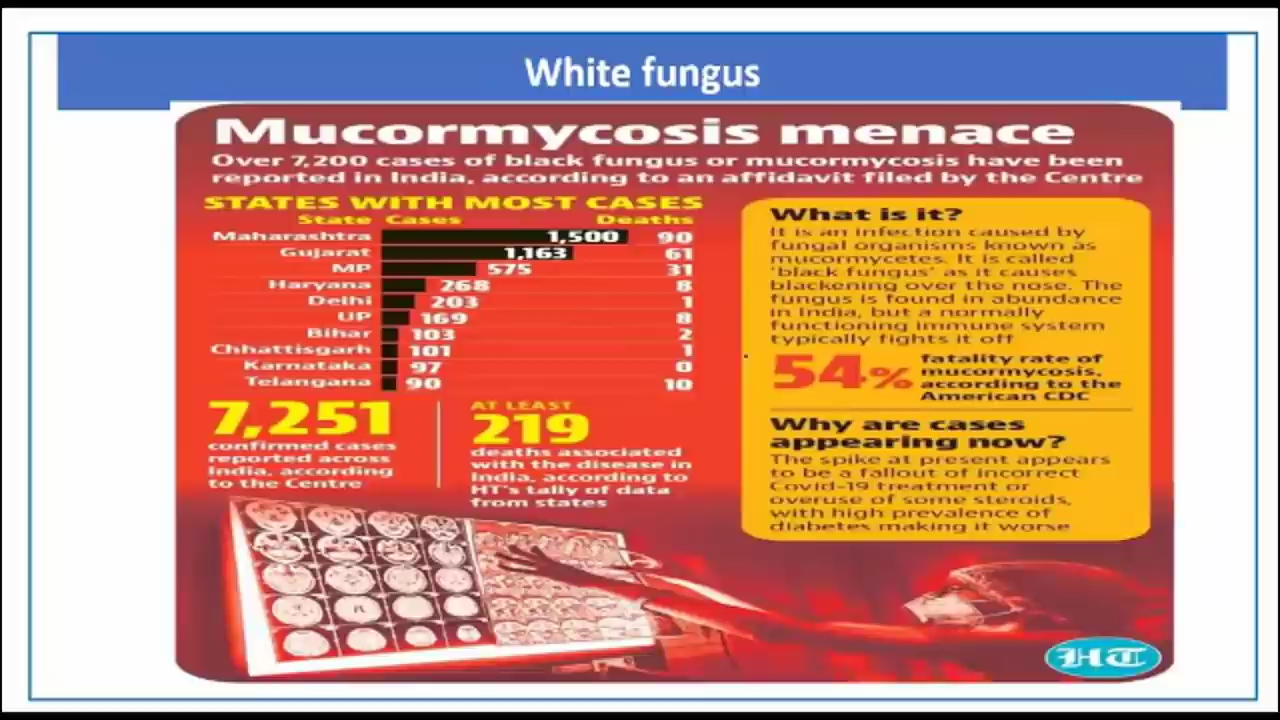 White fungus
Mucormycosis menace
Over 7,200 cases of black fungus or mucormycosis have been
reported in India, according to an affidavit filed by the Centre
STATES WITH MOST CASES
State Cases Deaths
Maharashtra 1,500 90
Gujarat 1,163 61
MP 575 31
Haryana 268 8
Delhi 203 1
UP 169 8
Bihar 103 2
Chhattisgarh 101 1
Karnataka 97 0
Telangana 90 10
7,251
confirmed cases
reported across
India, according
to the Centre
AT LEAST
219
deaths associated
with the disease in
India, according to
HT's tally of data
from states
What is it?
It is an infection caused by
fungal organisms known as
mucormycetes. It is called
'black fungus' as it causes
blackening over the nose. The
fungus is found in abundance
in India, but a normally
functioning immune system
typically fights it off
54%
fatality rate of
mucormycosis,
according to the
American CDC
Why are cases
appearing now?
The spike at present appears
to be a fallout of incorrect
Covid-19 treatment or
overuse of some steroids,
with high prevalence of
diabetes making it worse
HT